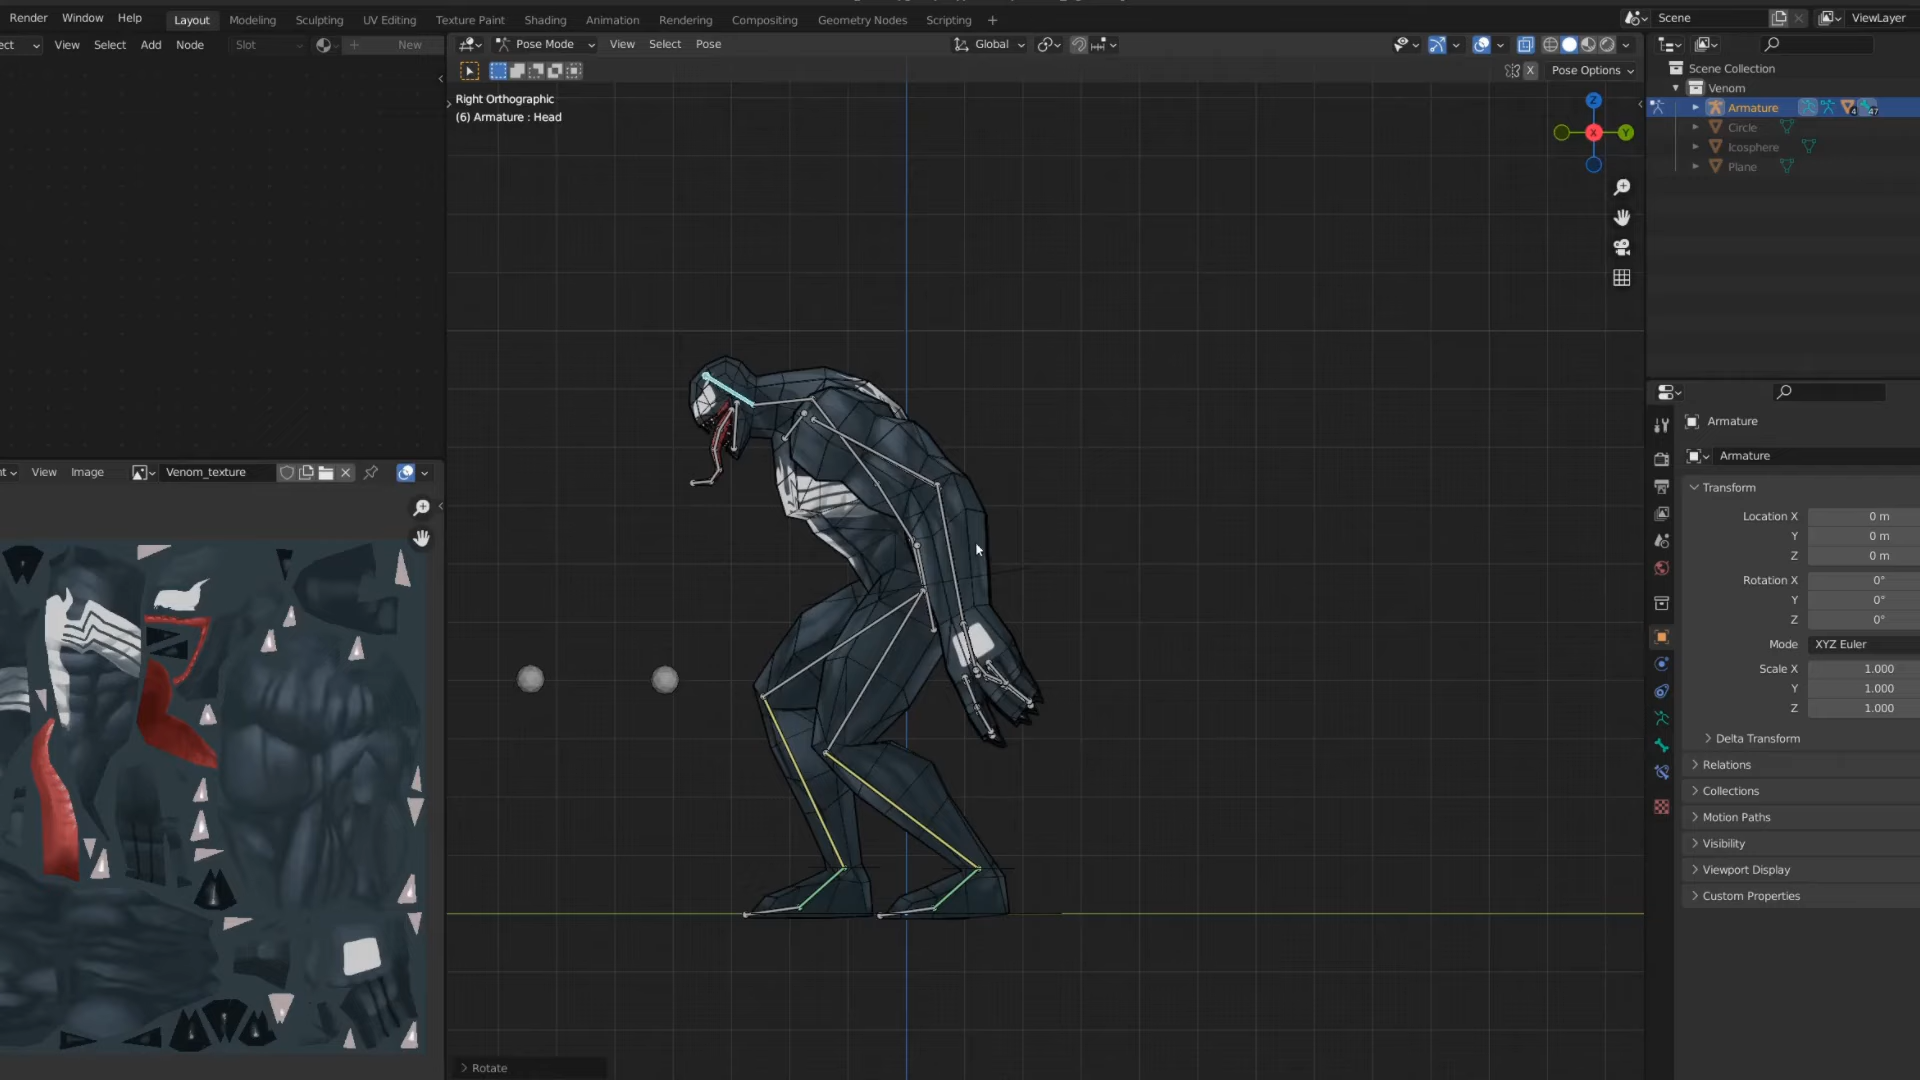 Render Window Help Layout Modeling Sculpting UV Editing Texture Paint Shading Animation Rendering Compositing Geometry Nodes Scripting + Scene ViewLayer
ect View Select Add Node Slot New Pose Mode View Select Pose Global
X Pose Options
Right Orthographic
(6) Armature : Head
Z
X
Y
Scene Collection
Venom
Armature 4 47
Circle
Icosphere
Plane
Armature
Armature
Transform
Location X 0 m
Y 0 m
Z 0 m
Rotation X 0°
Y 0°
Z 0°
Mode XYZ Euler
Scale X 1.000
Y 1.000
Z 1.000
Delta Transform
Relations
Collections
Motion Paths
Visibility
Viewport Display
Custom Properties
View Image Venom_texture
Rotate